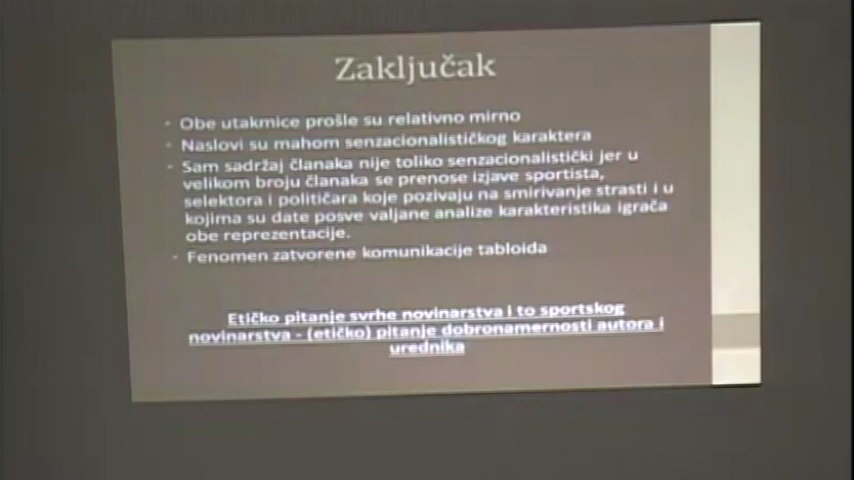 Zaključak
• Obe utakmice prošle su relativno mirno
• Naslovi su mahom senzacionalističkog karaktera
• Sam sadržaj članaka nije toliko senzacionalistički jer u
velikom broju članaka se prenose izjave sportista,
selektora i političara koje pozivaju na smirivanje strasti i u
kojima su date posve valjane analize karakteristika igrača
obe reprezentacije.
• Fenomen zatvorene komunikacije tabloida
Etičko pitanje svrhe novinarstva i to sportskog
novinarstva - (etičko) pitanje dobronamernosti autora i
urednika